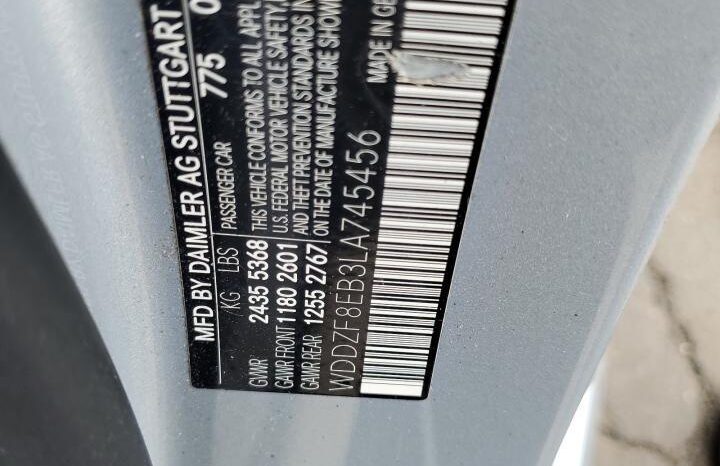 MFD BY DAIMLER AG STUTTGART
775
PASSENGER CAR
KG LBS
GVWR 2435 5368
GAWR FRONT 1180 2601
GAWR REAR 1255 2767
THIS VEHICLE CONFORMS TO ALL APPL
U.S. FEDERAL MOTOR VEHICLE SAFETY,
AND THEFT PREVENTION STANDARDS IN
ON THE DATE OF MANUFACTURE SHOW
WDDZF8EB3LA745456
MADE IN GE